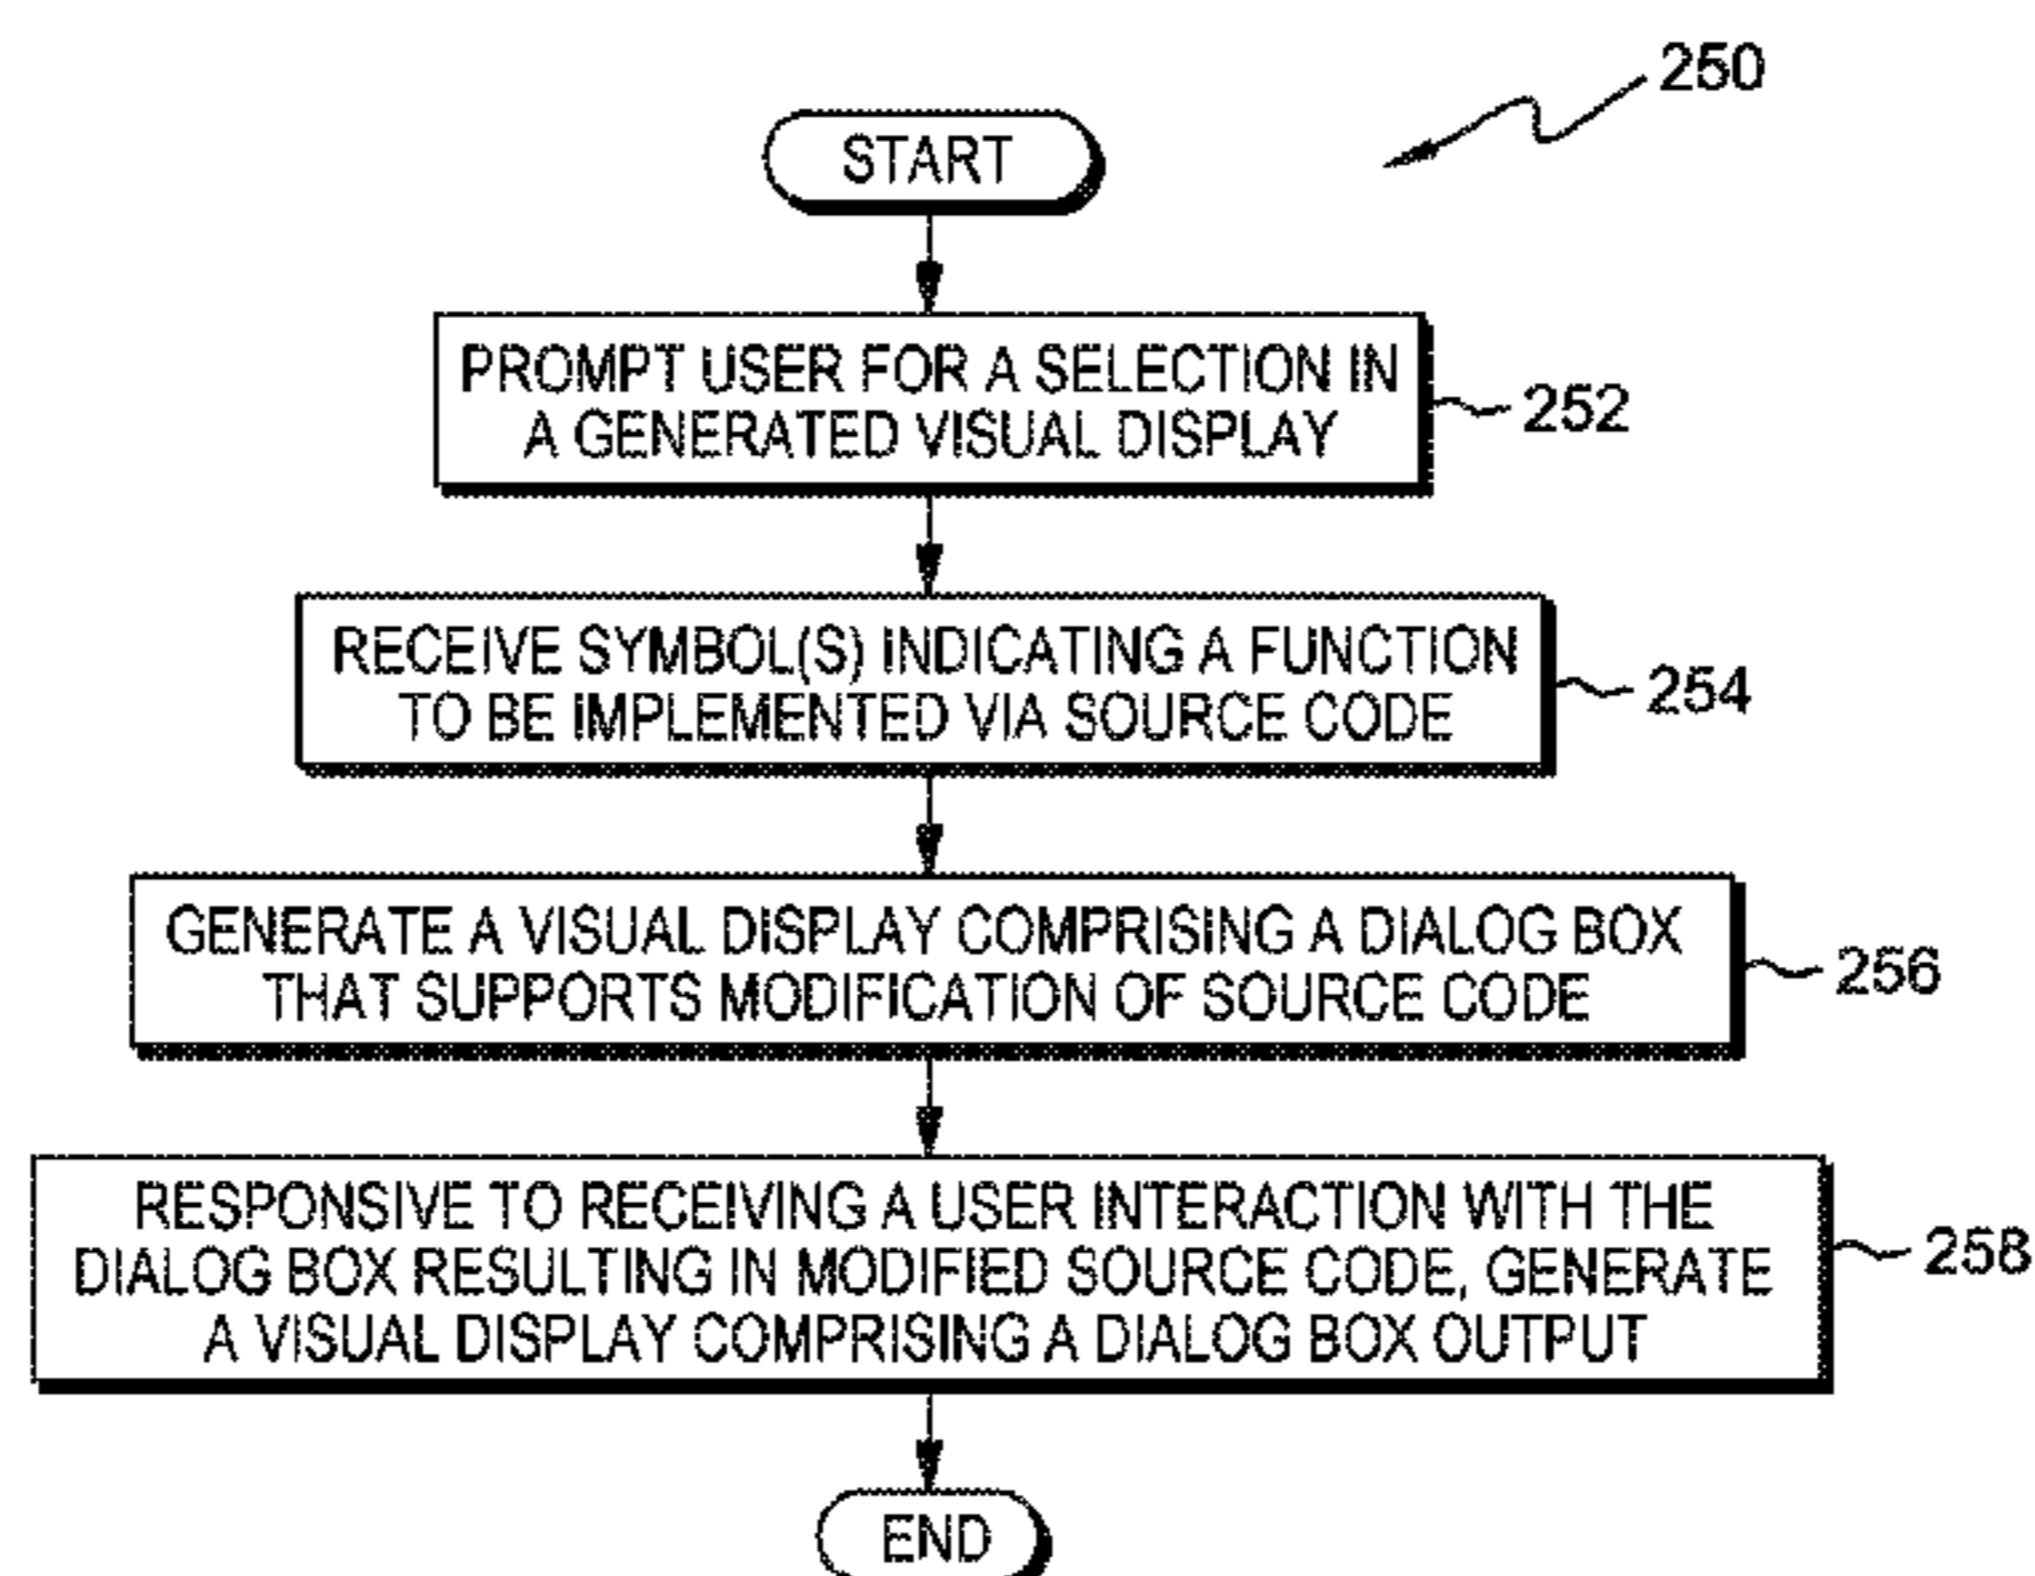 250
START
PROMPT USER FOR A SELECTION IN
A GENERATED VISUAL DISPLAY
252
RECEIVE SYMBOL(S) INDICATING A FUNCTION
TO BE IMPLEMENTED VIA SOURCE CODE
254
GENERATE A VISUAL DISPLAY COMPRISING A DIALOG BOX
THAT SUPPORTS MODIFICATION OF SOURCE CODE
256
RESPONSIVE TO RECEIVING A USER INTERACTION WITH THE
DIALOG BOX RESULTING IN MODIFIED SOURCE CODE, GENERATE
A VISUAL DISPLAY COMPRISING A DIALOG BOX OUTPUT
258
END